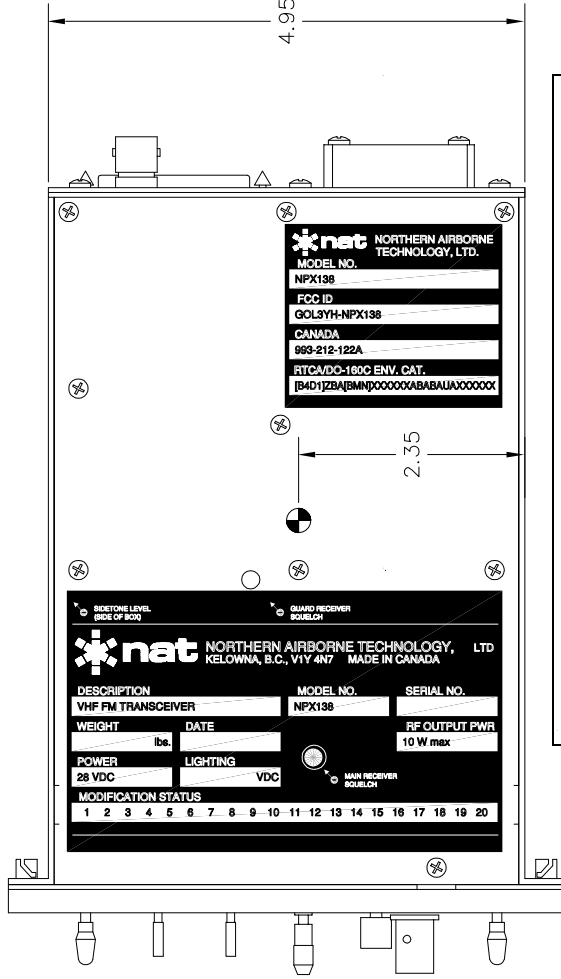 4.95
nat NORTHERN AIRBORNE
TECHNOLOGY, LTD.
MODEL NO.
NPX138
FCC ID
GOL3YH-NPX138
CANADA
993-212-122A
RTCA/DO-160C ENV. CAT.
[B4D1]ZBA[BMN]XXXXXXABABAUAXXXXXX
2.35
SIDETONE LEVEL
(SIDE OF BOX)
GUARD RECEIVER
SQUELCH
nat NORTHERN AIRBORNE TECHNOLOGY, LTD
KELOWNA, B.C., V1Y 4N7 MADE IN CANADA
DESCRIPTION MODEL NO. SERIAL NO.
VHF FM TRANSCEIVER NPX138
WEIGHT DATE RF OUTPUT PWR
lbs. 10 W max
POWER LIGHTING
28 VDC VDC
MAIN RECEIVER
SQUELCH
MODIFICATION STATUS
1 2 3 4 5 6 7 8 9 10 11 12 13 14 15 16 17 18 19 20